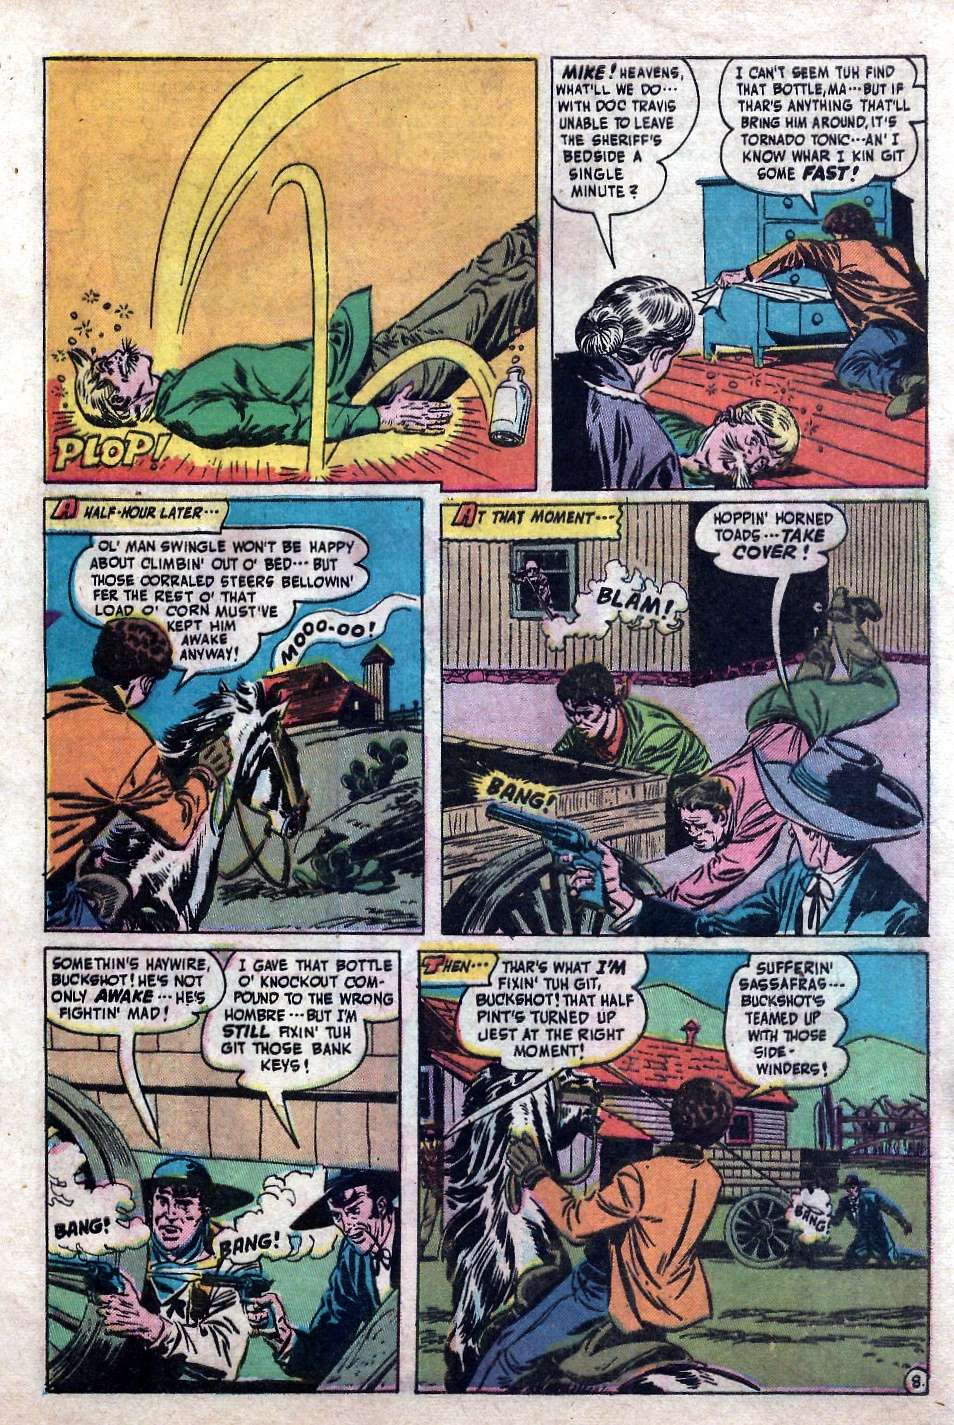 PLOP!
MIKE! HEAVENS,
WHAT'LL WE DO...
WITH DOC TRAVIS
UNABLE TO LEAVE
THE SHERIFF'S
BEDSIDE A
SINGLE
MINUTE?
I CAN'T SEEM TUH FIND
THAT BOTTLE, MA...BUT IF
THAR'S ANYTHING THAT'LL
BRING HIM AROUND, IT'S
TORNADO TONIC...AN' I
KNOW WHAR I KIN GIT
SOME FAST!
A HALF-HOUR LATER...
OL' MAN SWINGLE WON'T BE HAPPY
ABOUT CLIMBIN' OUT O' BED...BUT
THOSE CORRALED STEERS BELLOWIN'
FER THE REST O' THAT
LOAD O' CORN MUST'VE
KEPT HIM
AWAKE
ANYWAY!
MOOO-OO!
AT THAT MOMENT...
BLAM!
HOPPIN' HORNED
TOADS...TAKE
COVER!
BANG!
SOMETHIN'S HAYWIRE,
BUCKSHOT! HE'S NOT
ONLY AWAKE...HE'S
FIGHTIN' MAD!
I GAVE THAT BOTTLE
O' KNOCKOUT COM-
POUND TO THE WRONG
HOMBRE...BUT I'M
STILL FIXIN' TUH
GIT THOSE BANK
KEYS!
BANG!
BANG!
THEN...
THAR'S WHAT I'M
FIXIN' TUH GIT,
BUCKSHOT! THAT HALF
PINT'S TURNED UP
JEST AT THE RIGHT
MOMENT!
SUFFERIN'
SASSAFRAS...
BUCKSHOT'S
TEAMED UP
WITH THOSE
SIDE-
WINDERS!
BANG!
8.